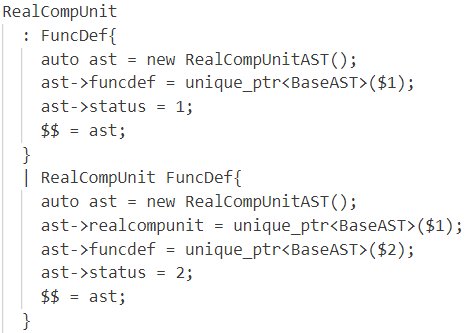 RealCompUnit
  : FuncDef{
    auto ast = new RealCompUnitAST();
    ast->funcdef = unique_ptr<BaseAST>($1);
    ast->status = 1;
    $$ = ast;
  }
  | RealCompUnit FuncDef{
    auto ast = new RealCompUnitAST();
    ast->realcompunit = unique_ptr<BaseAST>($1);
    ast->funcdef = unique_ptr<BaseAST>($2);
    ast->status = 2;
    $$ = ast;
  }